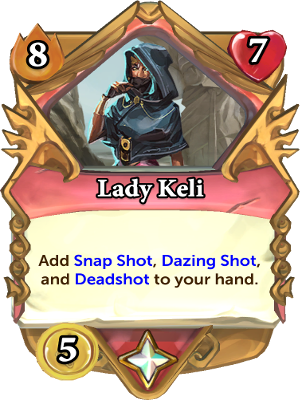 8
7
Lady Keli
Add Snap Shot, Dazing Shot,
and Deadshot to your hand.
5